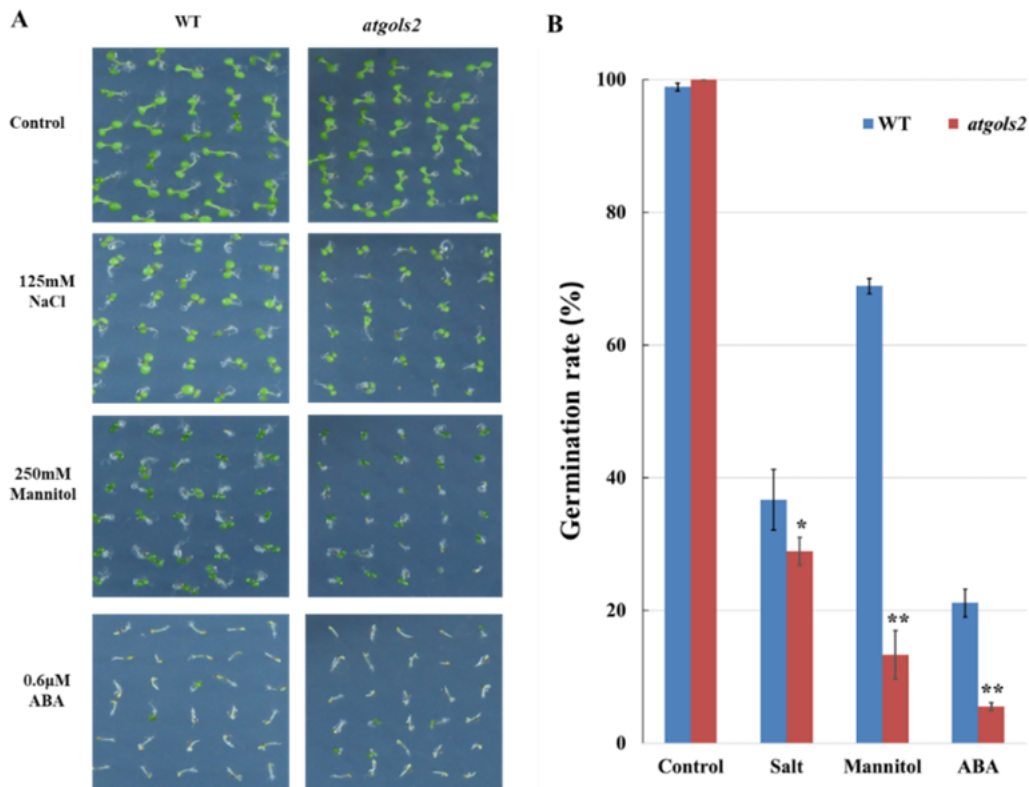 A
WT
atgols2
Control
125mM
NaCl
250mM
Mannitol
0.6µM
ABA
B
Germination rate (%)
100
80
60
40
20
0
WT
atgols2
*
**
**
Control
Salt
Mannitol
ABA